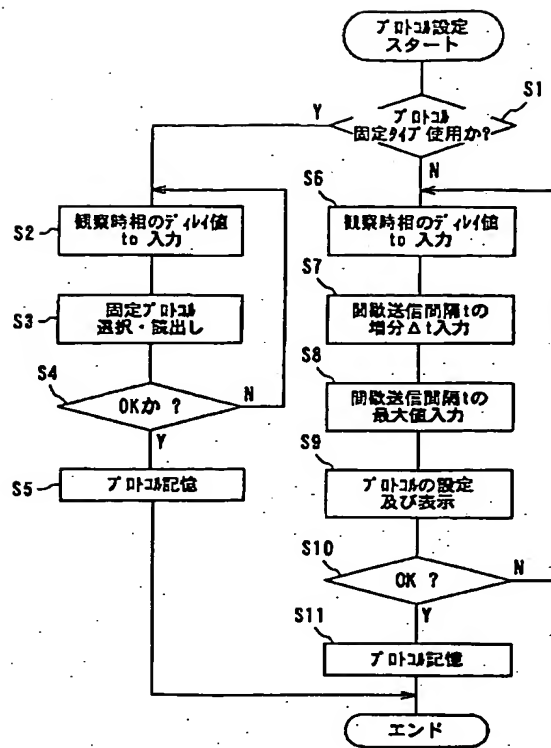 プロトコル設定
スタート
S1
プロトコル
固定タイプ使用か?
Y
N
S2
観察時相のディレイ値
to 入力
S3
固定プロトコル
選択・読出し
S4
OKか ?
N
Y
S5
プロトコル記憶
S6
観察時相のディレイ値
to 入力
S7
間歇送信間隔tの
増分Δt入力
S8
間歇送信間隔tの
最大値入力
S9
プロトコルの設定
及び表示
S10
OK ?
N
Y
S11
プロトコル記憶
エンド